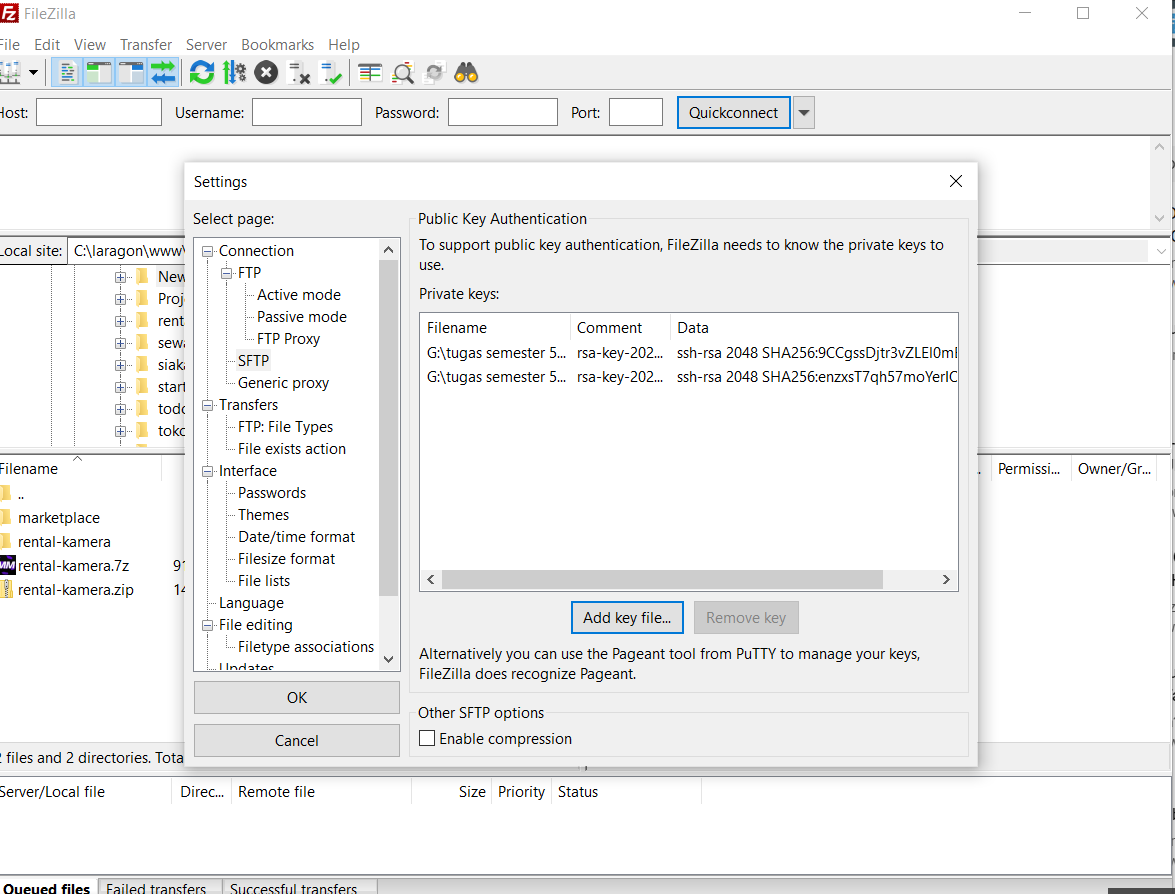 FileZilla
File Edit View Transfer Server Bookmarks Help
Host: Username: Password: Port: Quickconnect
Settings
Select page:
Connection
FTP
Active mode
Passive mode
FTP Proxy
SFTP
Generic proxy
Transfers
FTP: File Types
File exists action
Interface
Passwords
Themes
Date/time format
Filesize format
File lists
Language
File editing
Filetype associations
Updates
OK
Cancel
Public Key Authentication
To support public key authentication, FileZilla needs to know the private keys to
use.
Private keys:
Filename Comment Data
G:\tugas semester 5... rsa-key-202... ssh-rsa 2048
G:\tugas semester 5... rsa-key-202... ssh-rsa 2048
Add key file... Remove key
Alternatively you can use the Pageant tool from PuTTY to manage your keys,
FileZilla does recognize Pageant.
Other SFTP options
Enable compression
Local site: C:\laragon\www\
New
Proj
rent
sewa
siaka
start
todo
toko
Filename
..
marketplace
rental-kamera
rental-kamera.7z
rental-kamera.zip
Permissi... Owner/Gr...
2 files and 2 directories. Tota
Server/Local file Direc... Remote file Size Priority Status
Queued files Failed transfers Successful transfers